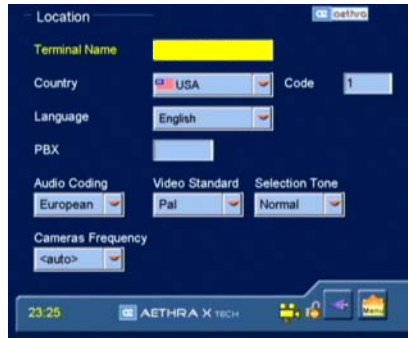 Location aethra
Terminal Name
Country USA Code 1
Language English
PBX
Audio Coding Video Standard Selection Tone
European Pal Normal
Cameras Frequency
<auto>
23:25 AETHRA X TECH Menu